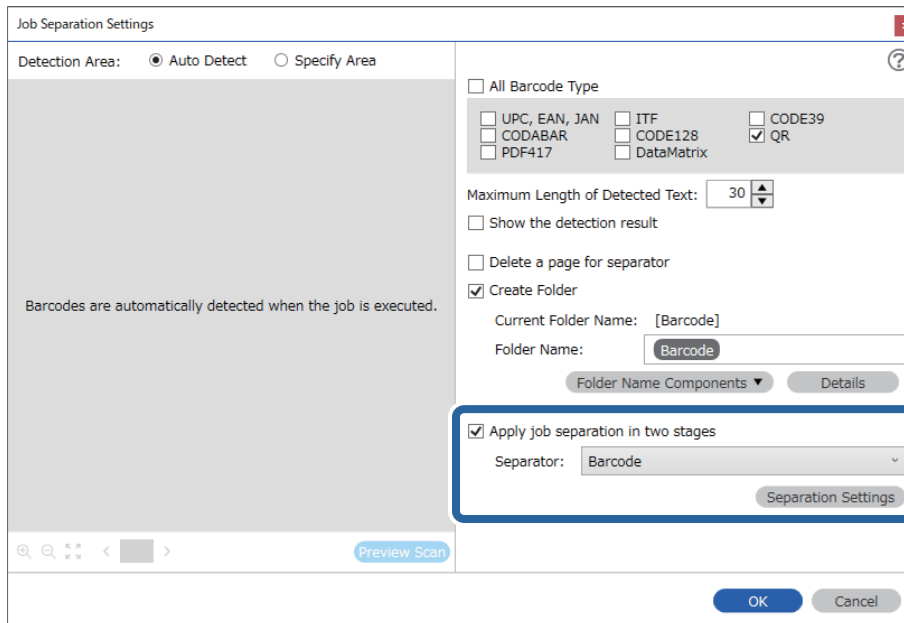 Job Separation Settings
Detection Area: Auto Detect Specify Area
?
All Barcode Type
UPC, EAN, JAN ITF CODE39
CODABAR CODE128 QR
PDF417 DataMatrix
Maximum Length of Detected Text: 30
Show the detection result
Delete a page for separator
Barcodes are automatically detected when the job is executed.
Create Folder
Current Folder Name: [Barcode]
Folder Name: Barcode
Folder Name Components Details
Apply job separation in two stages
Separator: Barcode
Separation Settings
Preview Scan
OK Cancel